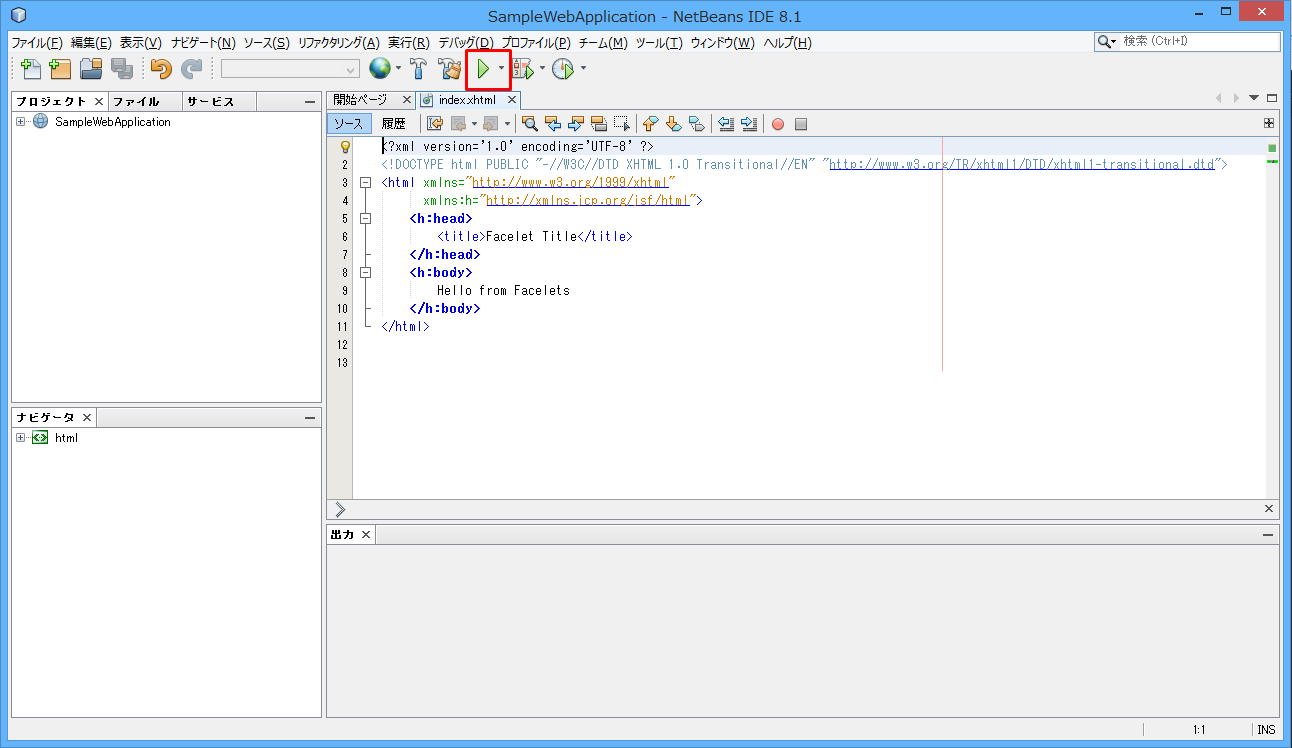 SampleWebApplication - NetBeans IDE 8.1
ファイル(F) 編集(E) 表示(V) ナビゲート(N) ソース(S) リファクタリング(A) 実行(R) デバッグ(D) プロファイル(P) チーム(M) ツール(T) ウィンドウ(W) ヘルプ(H)
検索 (Ctrl+I)
プロジェクト ファイル サービス
SampleWebApplication
開始ページ index.xhtml
ソース 履歴
<?xml version='1.0' encoding='UTF-8' ?>
2 <!DOCTYPE html PUBLIC "-//W3C//DTD XHTML 1.0 Transitional//EN" "http://www.w3.org/TR/xhtml1/DTD/xhtml1-transitional.dtd">
3 <html xmlns="http://www.w3.org/1999/xhtml"
4 xmlns:h="http://xmlns.jcp.org/jsf/html">
5 <h:head>
6 <title>Facelet Title</title>
7 </h:head>
8 <h:body>
9 Hello from Facelets
10 </h:body>
11 </html>
12
13
ナビゲータ
html
出力
1:1 INS